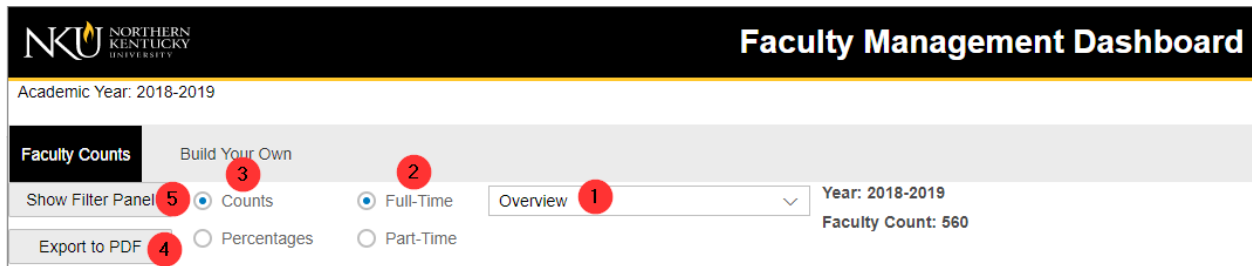 NKU NORTHERN
KENTUCKY
UNIVERSITY
Faculty Management Dashboard
Academic Year: 2018-2019
Faculty Counts Build Your Own
3 2
Show Filter Panel 5 Counts Full-Time Overview 1 Year: 2018-2019
Faculty Count: 560
Export to PDF 4 Percentages Part-Time